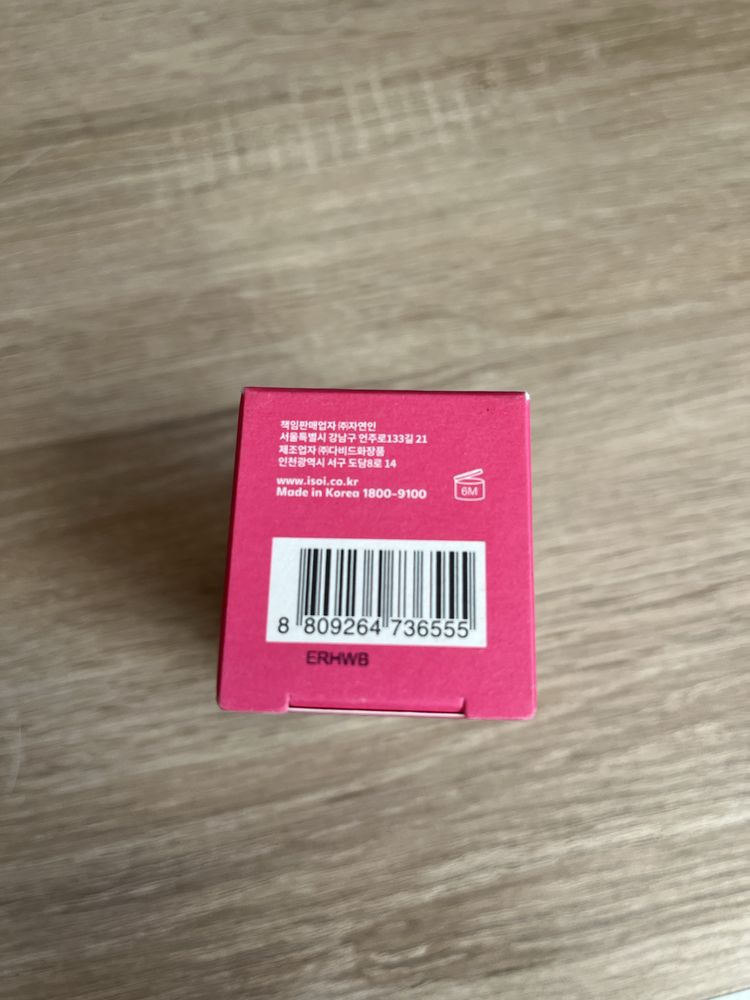 책임판매업자 ㈜자연인
서울특별시 강남구 언주로133길 21
제조업자 ㈜다비드화장품
인천광역시 서구 도담8로 14
www.isoi.co.kr
Made in Korea 1800-9100
6M
8 809264 736555
ERHWB